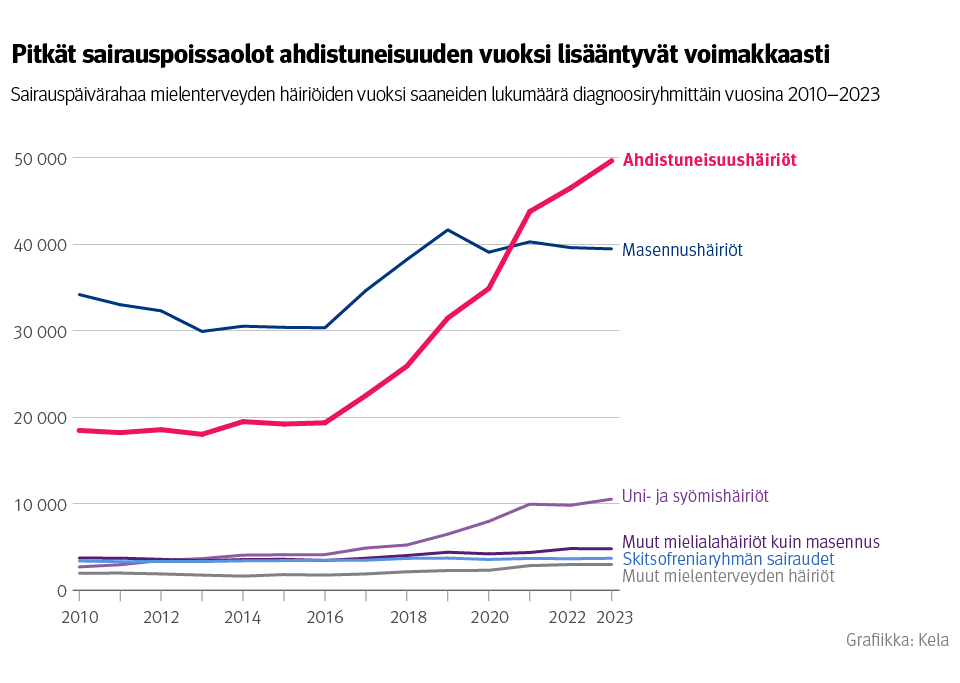 Pitkät sairauspoissaolot ahdistuneisuuden vuoksi lisääntyvät voimakkaasti
Sairauspäivärahaa mielenterveyden häiriöiden vuoksi saaneiden lukumäärä diagnoosiryhmittäin vuosina 2010–2023
50 000
Ahdistuneisuushäiriöt
40 000
Masennushäiriöt
30 000
20 000
10 000
Uni- ja syömishäiriöt
Muut mielialahäiriöt kuin masennus
Skitsofreniaryhmän sairaudet
Muut mielenterveyden häiriöt
0
2010 2012 2014 2016 2018 2020 2022 2023
Grafiikka: Kela